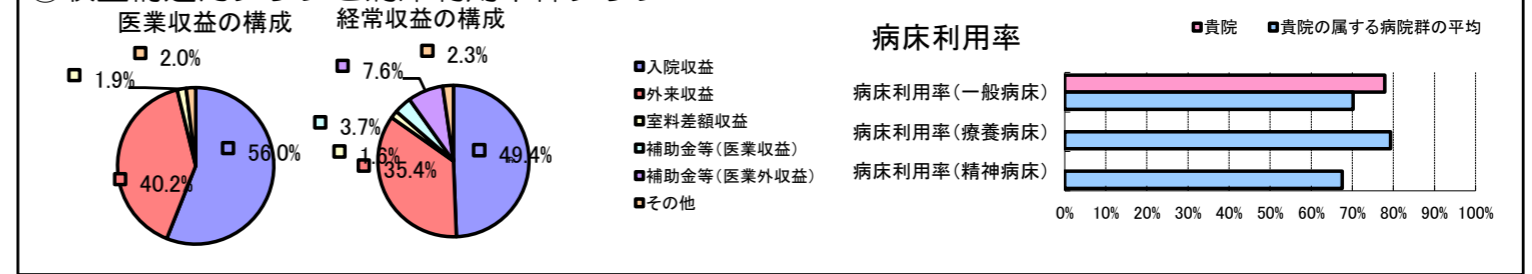 医業収益の構成
2.0%
1.9%
56.0%
40.2%
経常収益の構成
2.3%
7.6%
3.7%
1.6%
35.4%
49.4%
入院収益
外来収益
室料差額収益
補助金等(医業収益)
補助金等(医業外収益)
その他
病床利用率
貴院 貴院の属する病院群の平均
病床利用率(一般病床)
病床利用率(療養病床)
病床利用率(精神病床)
0% 10% 20% 30% 40% 50% 60% 70% 80% 90% 100%